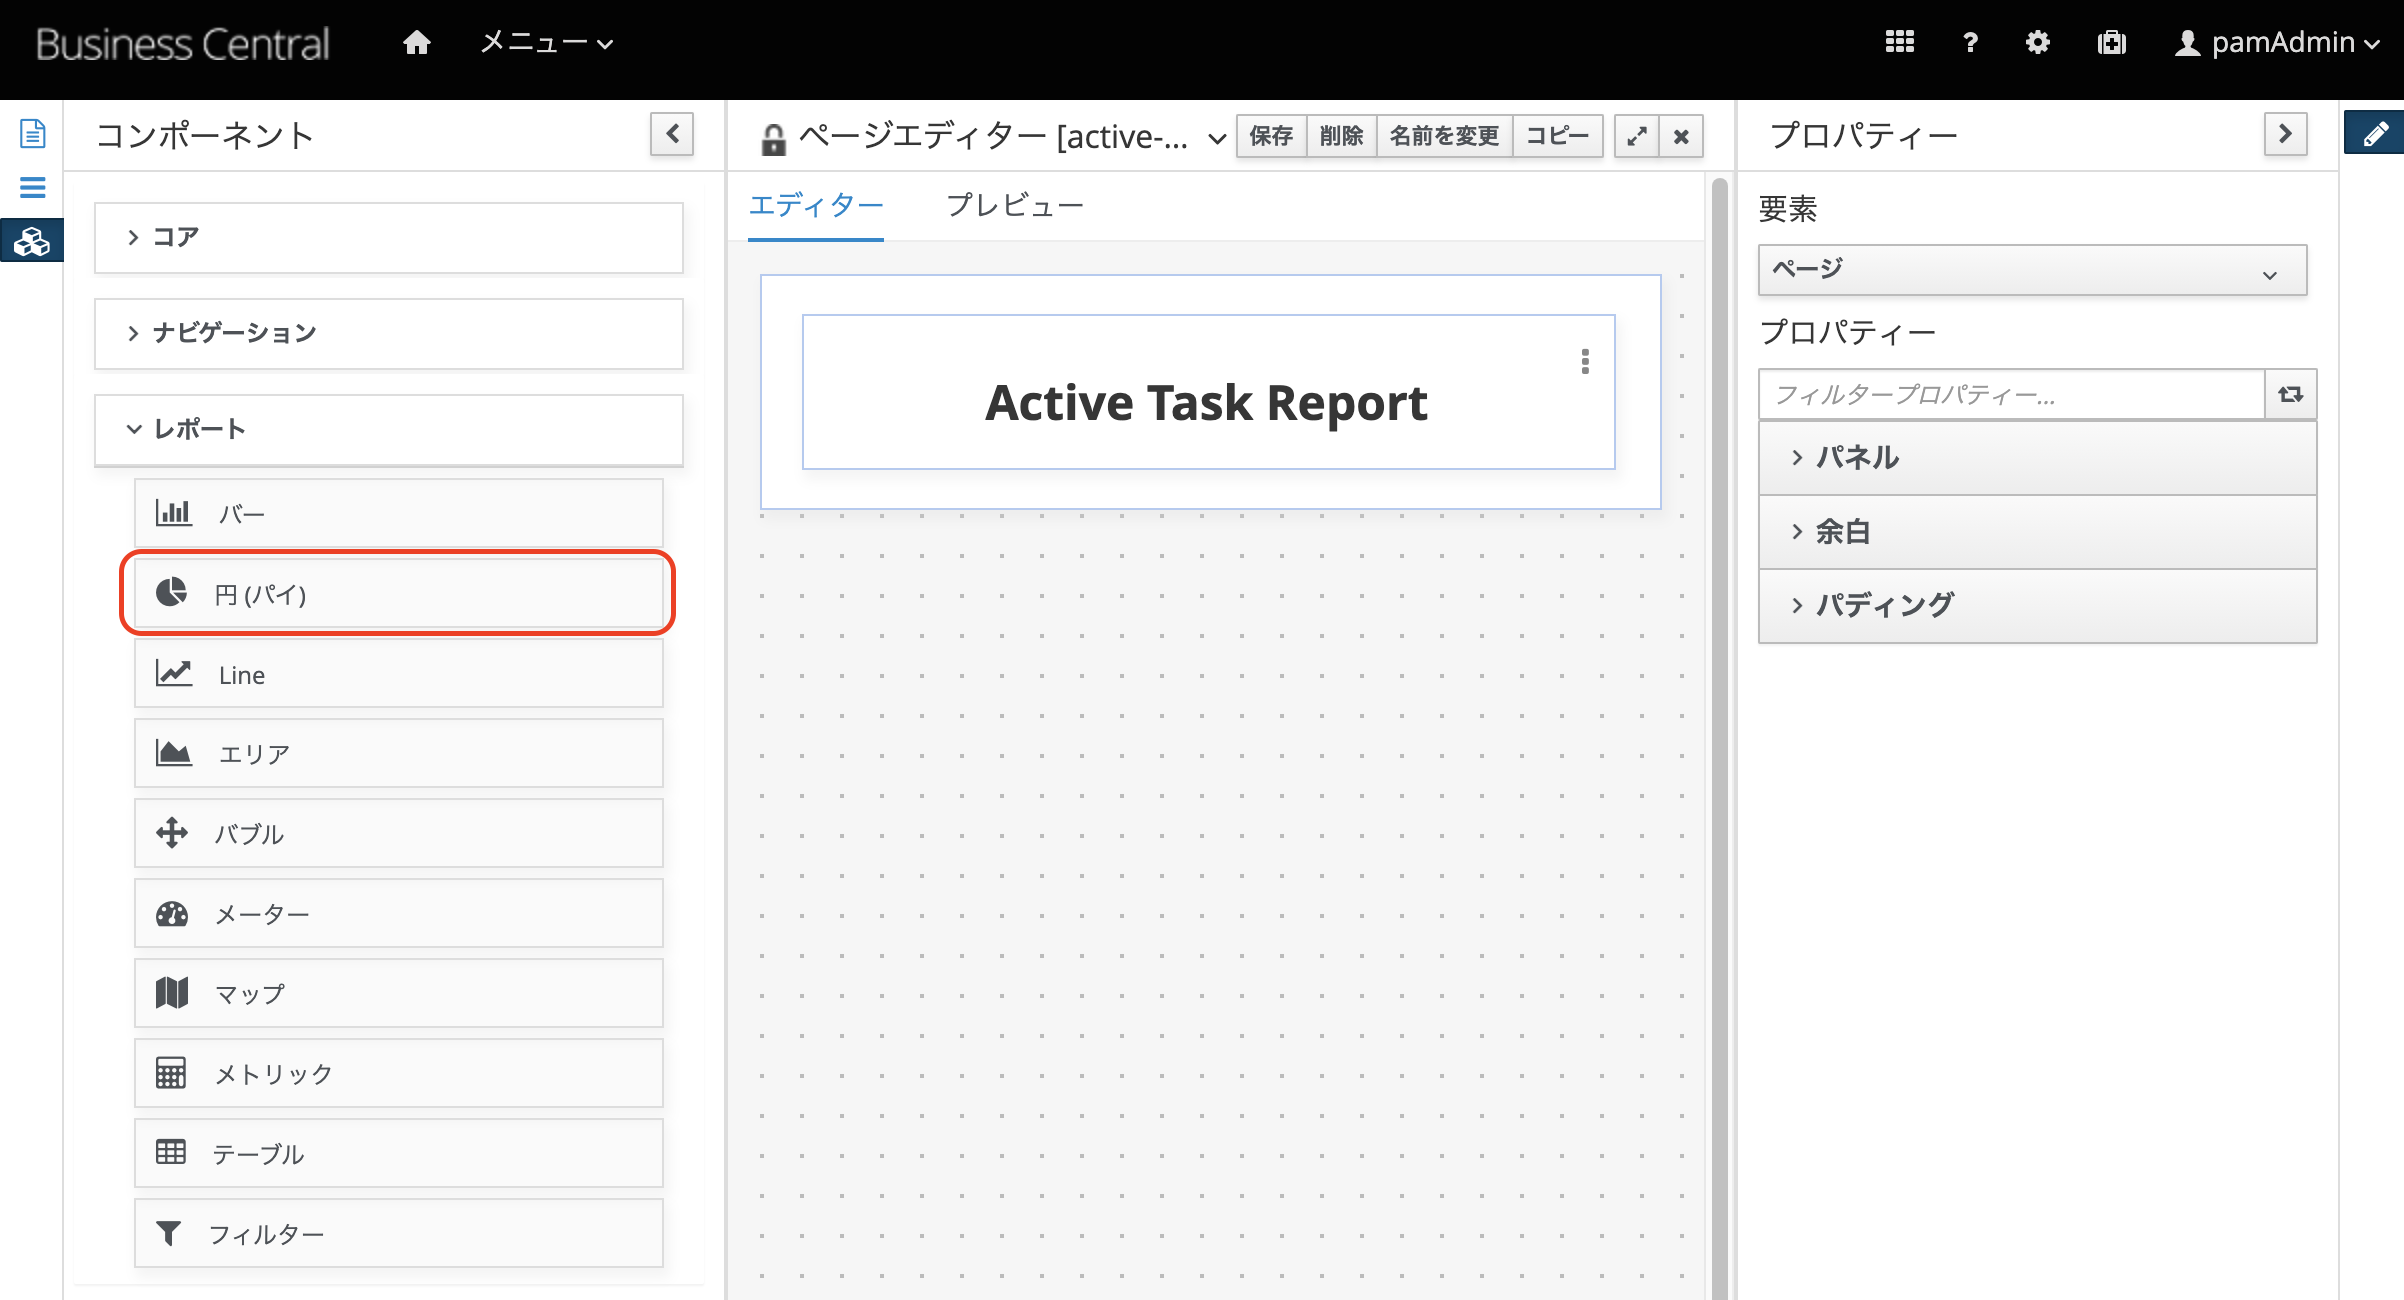 Business Central
メニュー
?
pamAdmin
コンポーネント
コア
ナビゲーション
レポート
バー
円 (パイ)
Line
エリア
バブル
メーター
マップ
メトリック
テーブル
フィルター
ページエディター [active-...
保存
削除
名前を変更
コピー
エディター
プレビュー
Active Task Report
プロパティー
要素
ページ
プロパティー
フィルタープロパティー...
パネル
余白
パディング